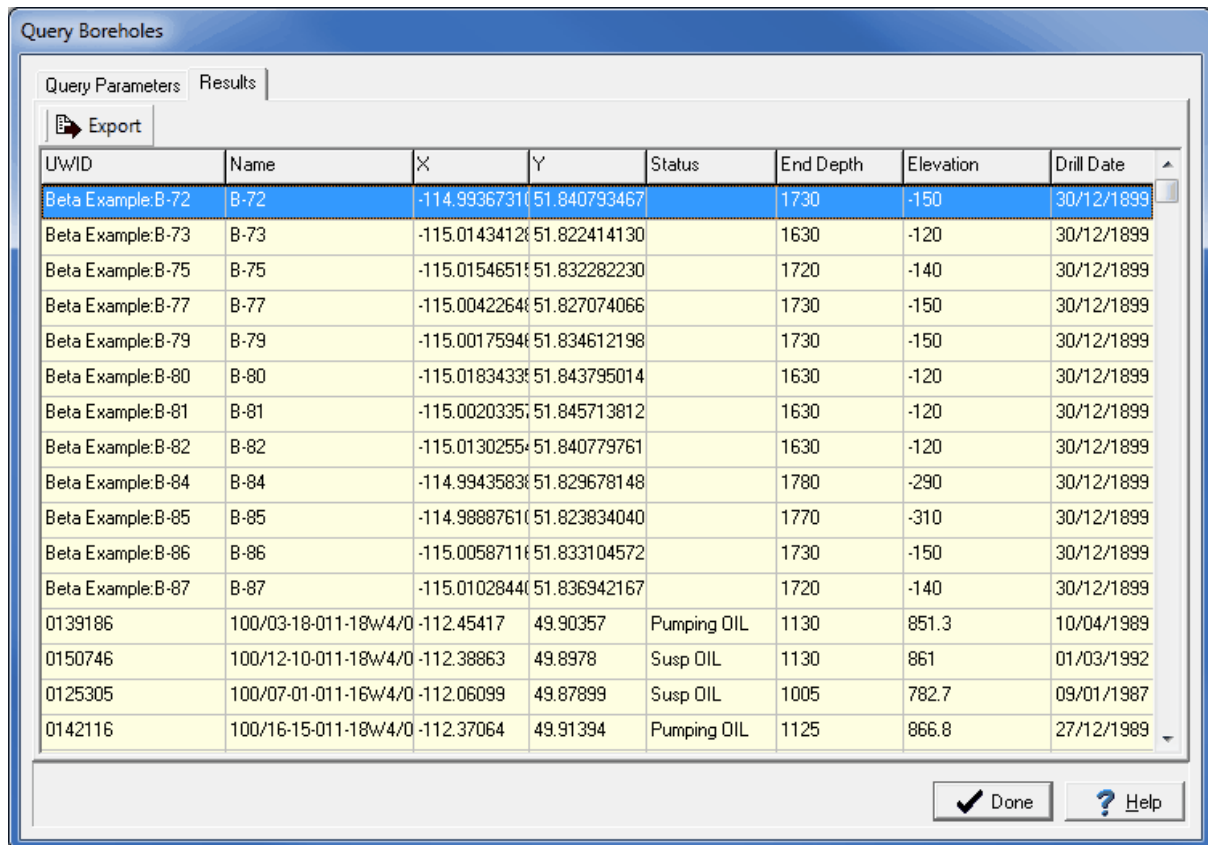 Query Boreholes
Query Parameters Results
Export
UWID Name X Y Status End Depth Elevation Drill Date
Beta Example:B-72 B-72 -114.99367310 51.840793467 1730 -150 30/12/1899
Beta Example:B-73 B-73 -115.01434128 51.822414130 1630 -120 30/12/1899
Beta Example:B-75 B-75 -115.01546515 51.832282230 1720 -140 30/12/1899
Beta Example:B-77 B-77 -115.00422648 51.827074066 1730 -150 30/12/1899
Beta Example:B-79 B-79 -115.00175946 51.834612198 1730 -150 30/12/1899
Beta Example:B-80 B-80 -115.01834335 51.843795014 1630 -120 30/12/1899
Beta Example:B-81 B-81 -115.00203357 51.845713812 1630 -120 30/12/1899
Beta Example:B-82 B-82 -115.01302554 51.840779761 1630 -120 30/12/1899
Beta Example:B-84 B-84 -114.99435838 51.829678148 1780 -290 30/12/1899
Beta Example:B-85 B-85 -114.98887610 51.823834040 1770 -310 30/12/1899
Beta Example:B-86 B-86 -115.00587116 51.833104572 1730 -150 30/12/1899
Beta Example:B-87 B-87 -115.01028440 51.836942167 1720 -140 30/12/1899
0139186 100/03-18-011-18W4/0 -112.45417 49.90357 Pumping OIL 1130 851.3 10/04/1989
0150746 100/12-10-011-18W4/0 -112.38863 49.8978 Susp OIL 1130 861 01/03/1992
0125305 100/07-01-011-16W4/0 -112.06099 49.87899 Susp OIL 1005 782.7 09/01/1987
0142116 100/16-15-011-18W4/0 -112.37064 49.91394 Pumping OIL 1125 866.8 27/12/1989
Done Help